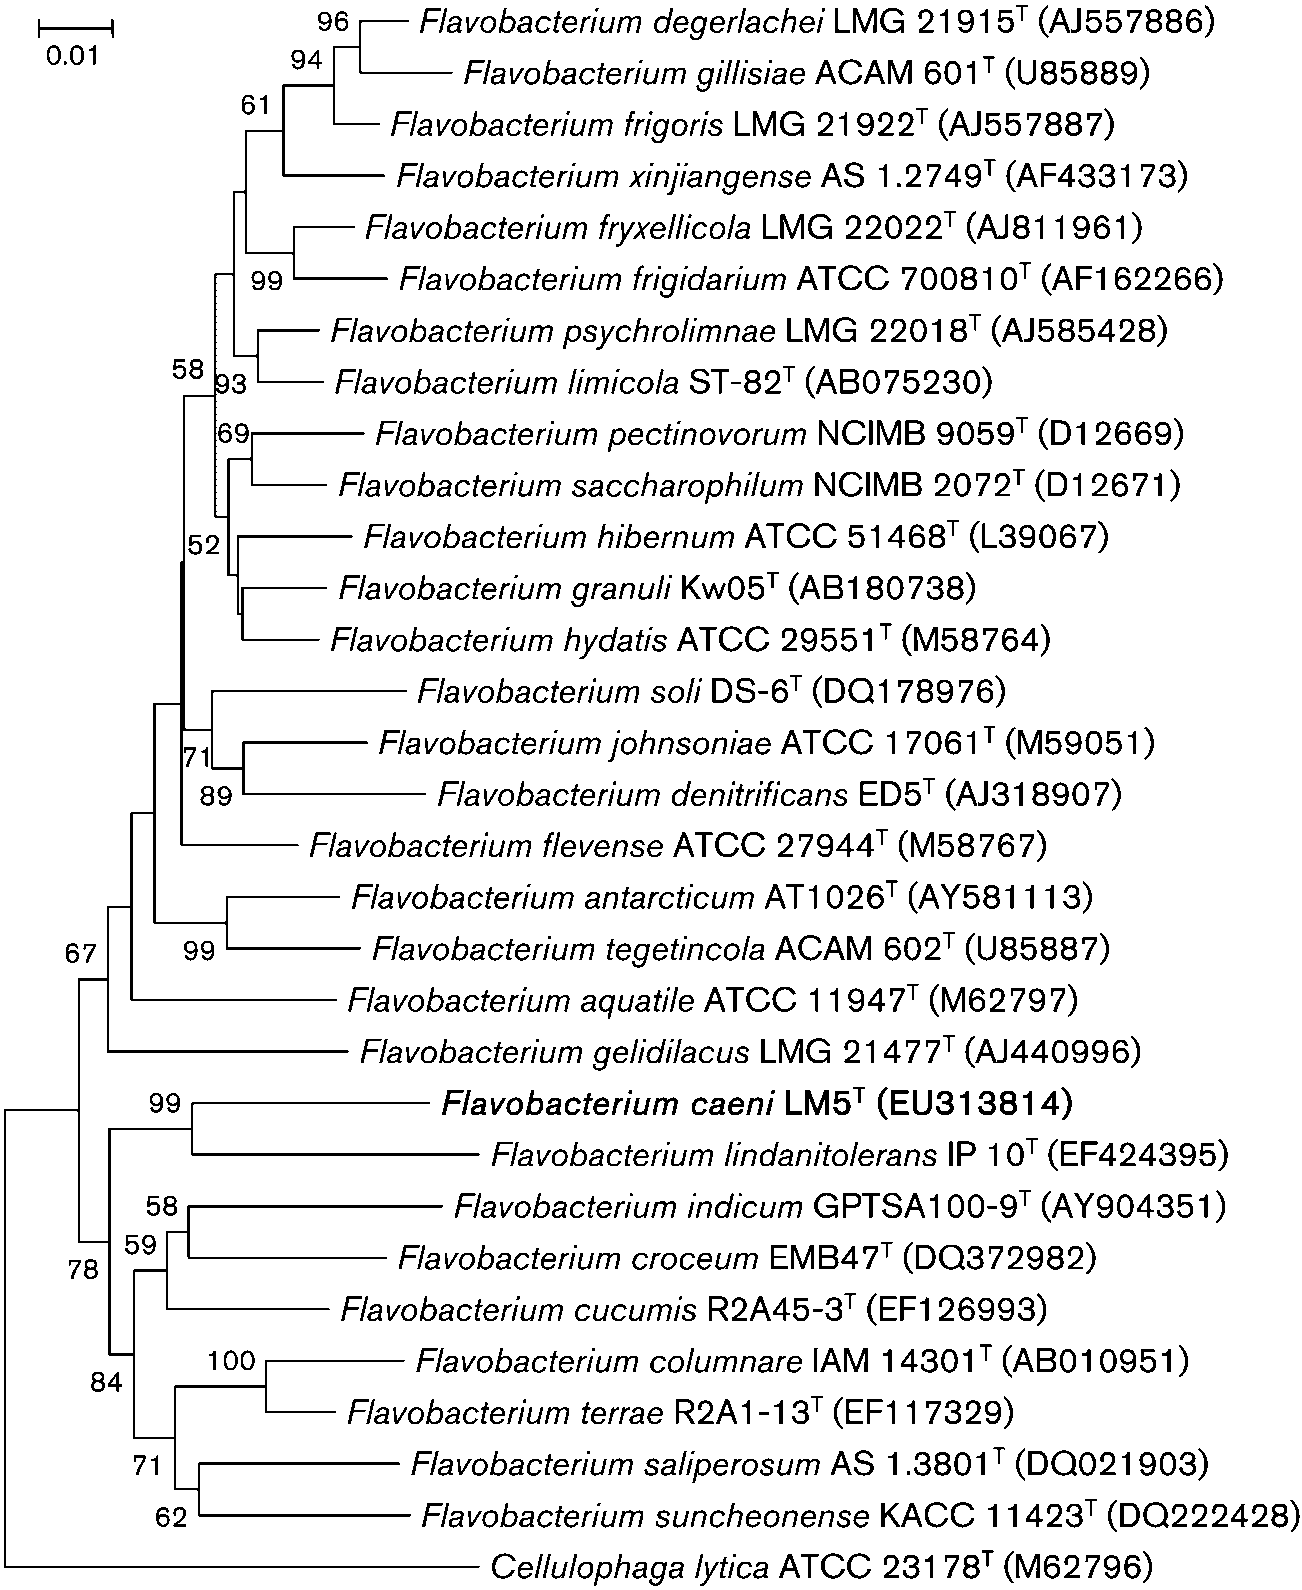 96
Flavobacterium degerlachei LMG 21915ᵀ (AJ557886)
0.01
94
Flavobacterium gillisiae ACAM 601ᵀ (U85889)
61
Flavobacterium frigoris LMG 21922ᵀ (AJ557887)
Flavobacterium xinjiangense AS 1.2749ᵀ (AF433173)
Flavobacterium fryxellicola LMG 22022ᵀ (AJ811961)
99
Flavobacterium frigidarium ATCC 700810ᵀ (AF162266)
Flavobacterium psychrolimnae LMG 22018ᵀ (AJ585428)
58
93
Flavobacterium limicola ST-82ᵀ (AB075230)
69
Flavobacterium pectinovorum NCIMB 9059ᵀ (D12669)
Flavobacterium saccharophilum NCIMB 2072ᵀ (D12671)
52
Flavobacterium hibernum ATCC 51468ᵀ (L39067)
Flavobacterium granuli Kw05ᵀ (AB180738)
Flavobacterium hydatis ATCC 29551ᵀ (M58764)
Flavobacterium soli DS-6ᵀ (DQ178976)
71
Flavobacterium johnsoniae ATCC 17061ᵀ (M59051)
89
Flavobacterium denitrificans ED5ᵀ (AJ318907)
Flavobacterium flevense ATCC 27944ᵀ (M58767)
Flavobacterium antarcticum AT1026ᵀ (AY581113)
67
99
Flavobacterium tegetincola ACAM 602ᵀ (U85887)
Flavobacterium aquatile ATCC 11947ᵀ (M62797)
Flavobacterium gelidilacus LMG 21477ᵀ (AJ440996)
99
Flavobacterium caeni LM5ᵀ (EU313814)
Flavobacterium lindanitolerans IP 10ᵀ (EF424395)
58
Flavobacterium indicum GPTSA100-9ᵀ (AY904351)
59
78
Flavobacterium croceum EMB47ᵀ (DQ372982)
Flavobacterium cucumis R2A45-3ᵀ (EF126993)
100
Flavobacterium columnare IAM 14301ᵀ (AB010951)
84
Flavobacterium terrae R2A1-13ᵀ (EF117329)
71
Flavobacterium saliperosum AS 1.3801ᵀ (DQ021903)
62
Flavobacterium suncheonense KACC 11423ᵀ (DQ222428)
Cellulophaga lytica ATCC 23178ᵀ (M62796)